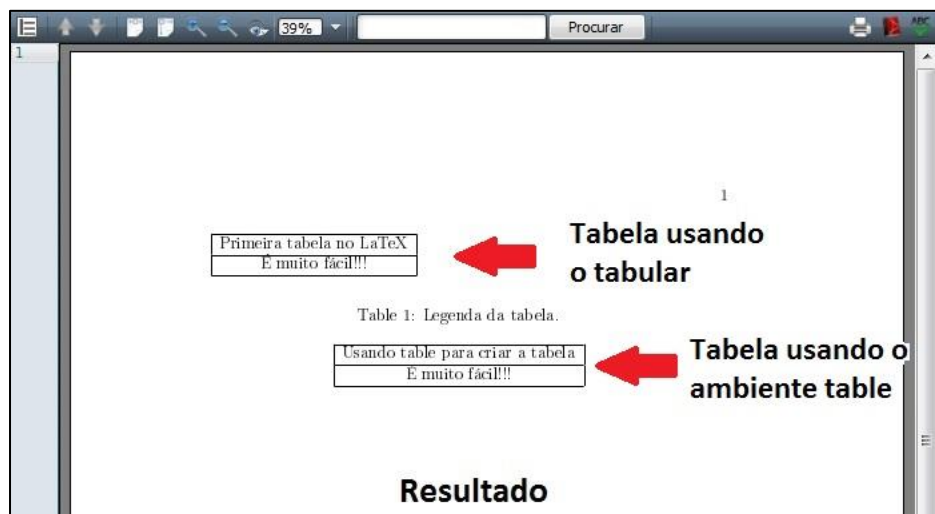 39%
Procurar
ABC
1
1
Primeira tabela no LaTeX
É muito fácil!!!
Tabela usando
o tabular
Table 1: Legenda da tabela.
Usando table para criar a tabela
É muito fácil!!!
Tabela usando o
ambiente table
Resultado